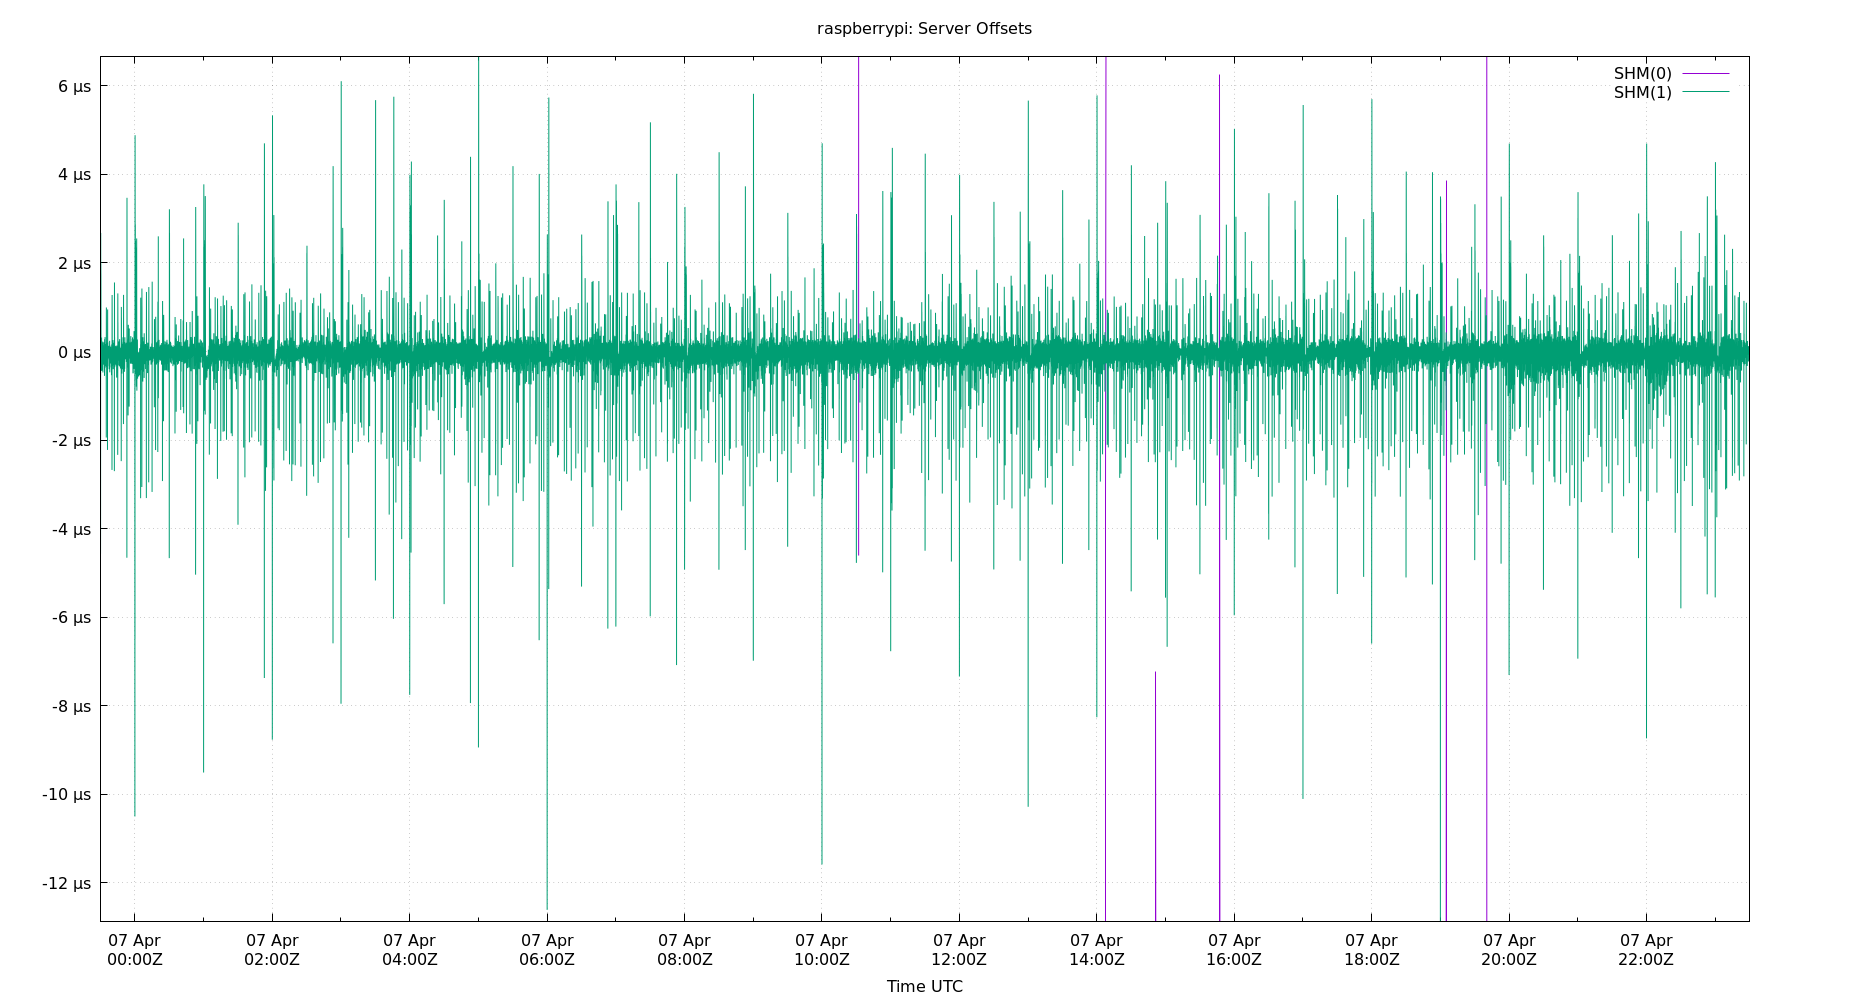 raspberrypi: Server Offsets
SHM(0)
SHM(1)
6 µs
4 µs
2 µs
0 µs
-2 µs
-4 µs
-6 µs
-8 µs
-10 µs
-12 µs
07 Apr 07 Apr 07 Apr 07 Apr 07 Apr 07 Apr 07 Apr 07 Apr 07 Apr 07 Apr 07 Apr 07 Apr
00:00Z 02:00Z 04:00Z 06:00Z 08:00Z 10:00Z 12:00Z 14:00Z 16:00Z 18:00Z 20:00Z 22:00Z
Time UTC